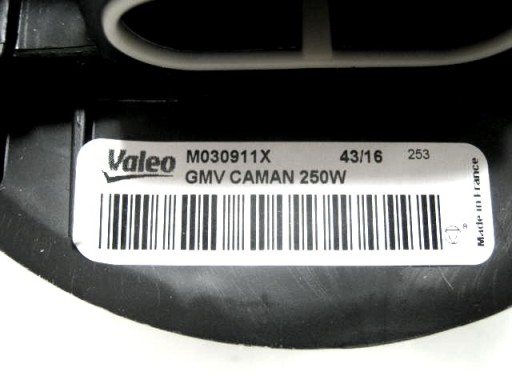 Valeo M030911X 43/16 253
GMV CAMAN 250W
Made in France